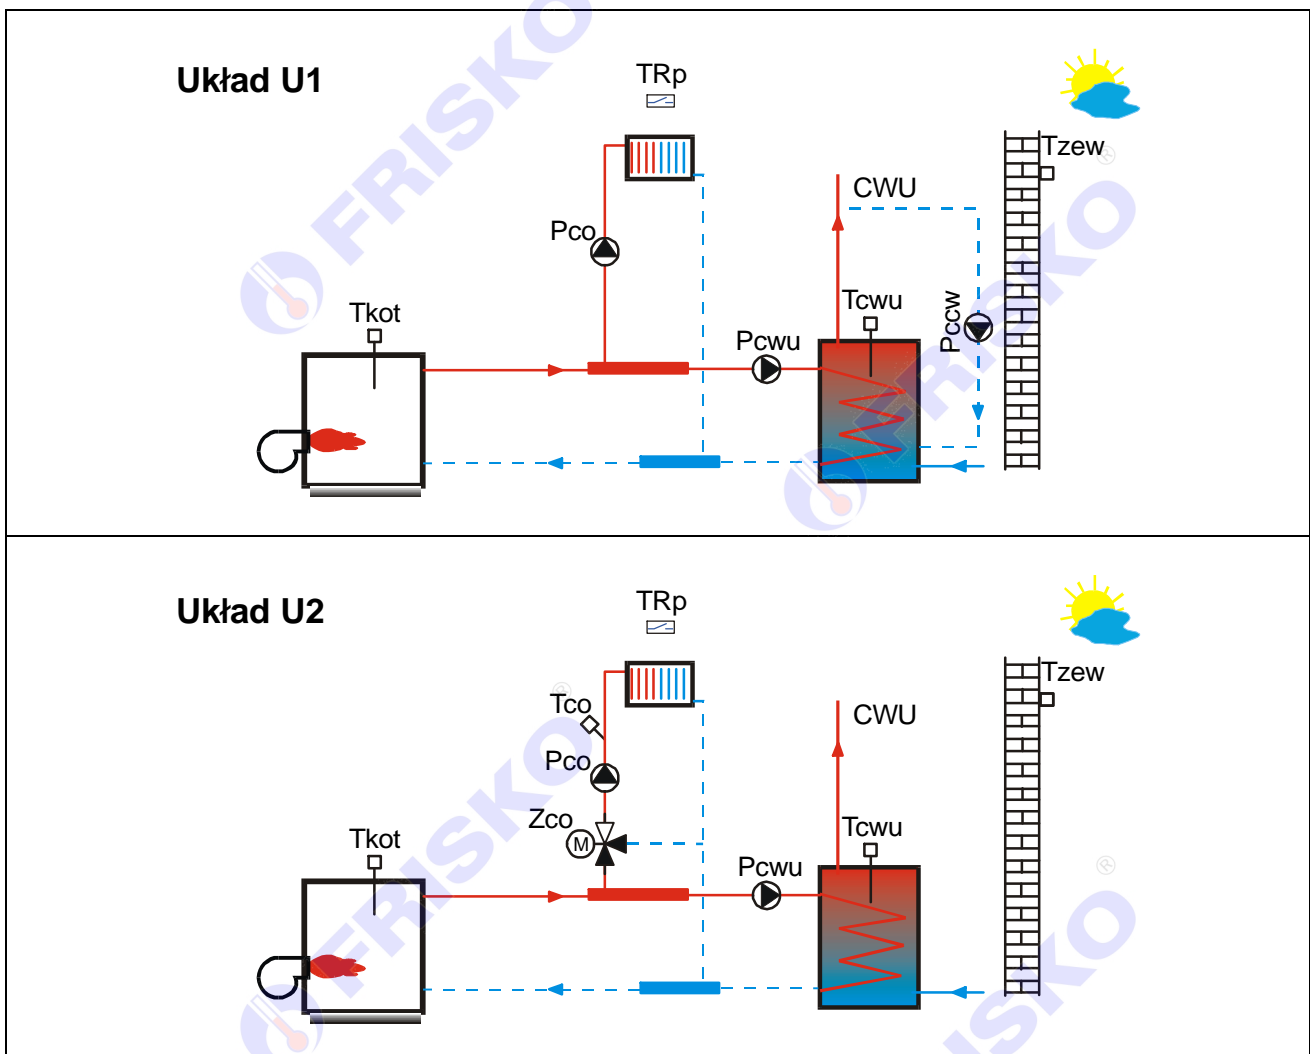 Układ U1
TRp
Tzew
CWU
Pco
Tkot
Tcwu
Pccw
Pcwu
FRISKO
FRISKO ®
Układ U2
TRp
Tzew
Tco
CWU
Pco
Zco
M
Tkot
Tcwu
Pcwu
FRISKO ®
FRISKO ®